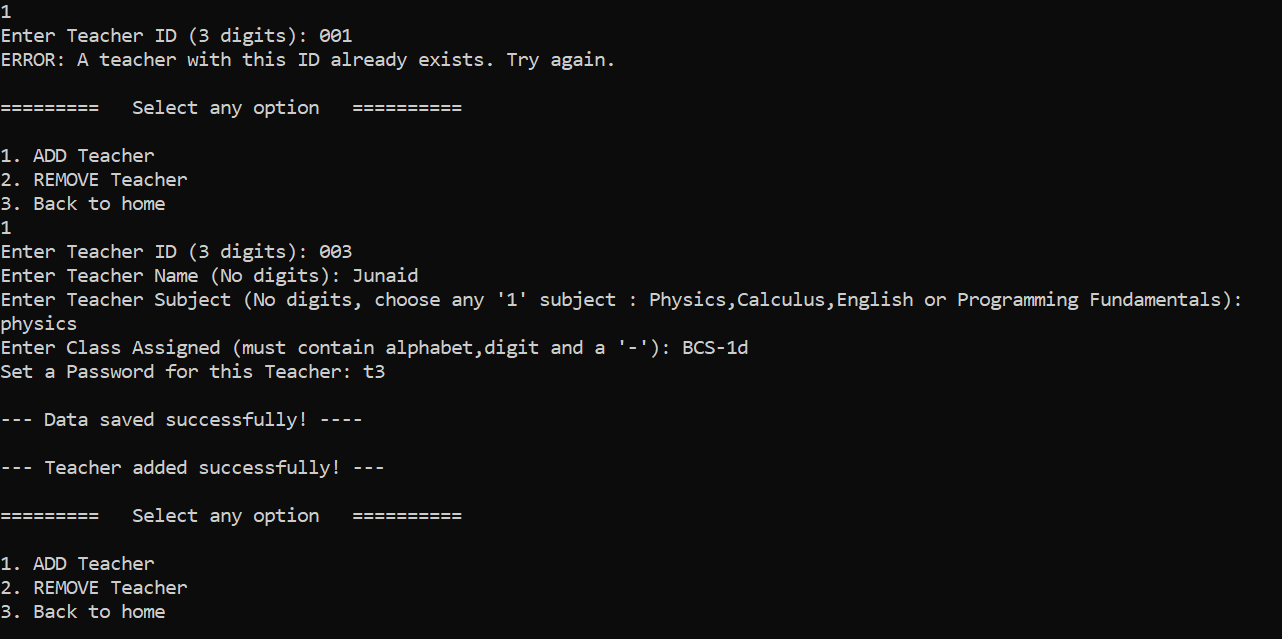 1
Enter Teacher ID (3 digits): 001
ERROR: A teacher with this ID already exists. Try again.
=========   Select any option   ==========
1. ADD Teacher
2. REMOVE Teacher
3. Back to home
1
Enter Teacher ID (3 digits): 003
Enter Teacher Name (No digits): Junaid
Enter Teacher Subject (No digits, choose any '1' subject : Physics,Calculus,English or Programming Fundamentals):
physics
Enter Class Assigned (must contain alphabet,digit and a '-'): BCS-1d
Set a Password for this Teacher: t3
--- Data saved successfully! ----
--- Teacher added successfully! ---
=========   Select any option   ==========
1. ADD Teacher
2. REMOVE Teacher
3. Back to home